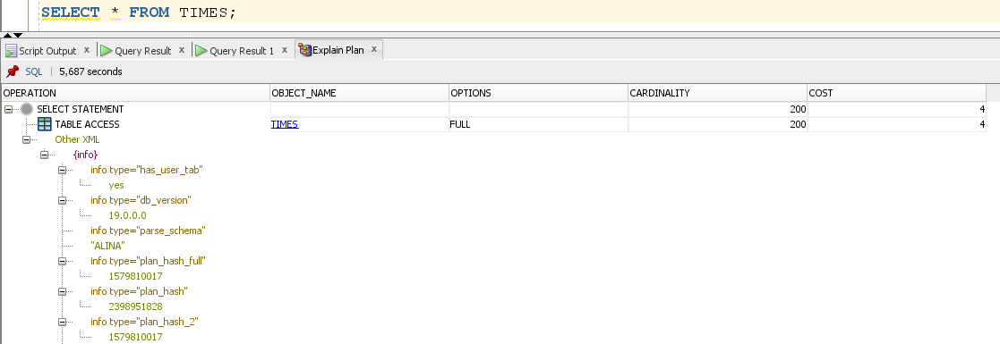 SELECT * FROM TIMES;
Script Output x Query Result x Query Result 1 x Explain Plan x
SQL | 5,687 seconds
OPERATION OBJECT_NAME OPTIONS CARDINALITY COST
SELECT STATEMENT 200 4
TABLE ACCESS TIMES FULL 200 4
Other XML
{info}
info type="has_user_tab"
yes
info type="db_version"
19.0.0.0
info type="parse_schema"
"ALINA"
info type="plan_hash_full"
1579810017
info type="plan_hash"
2398951828
info type="plan_hash_2"
1579810017